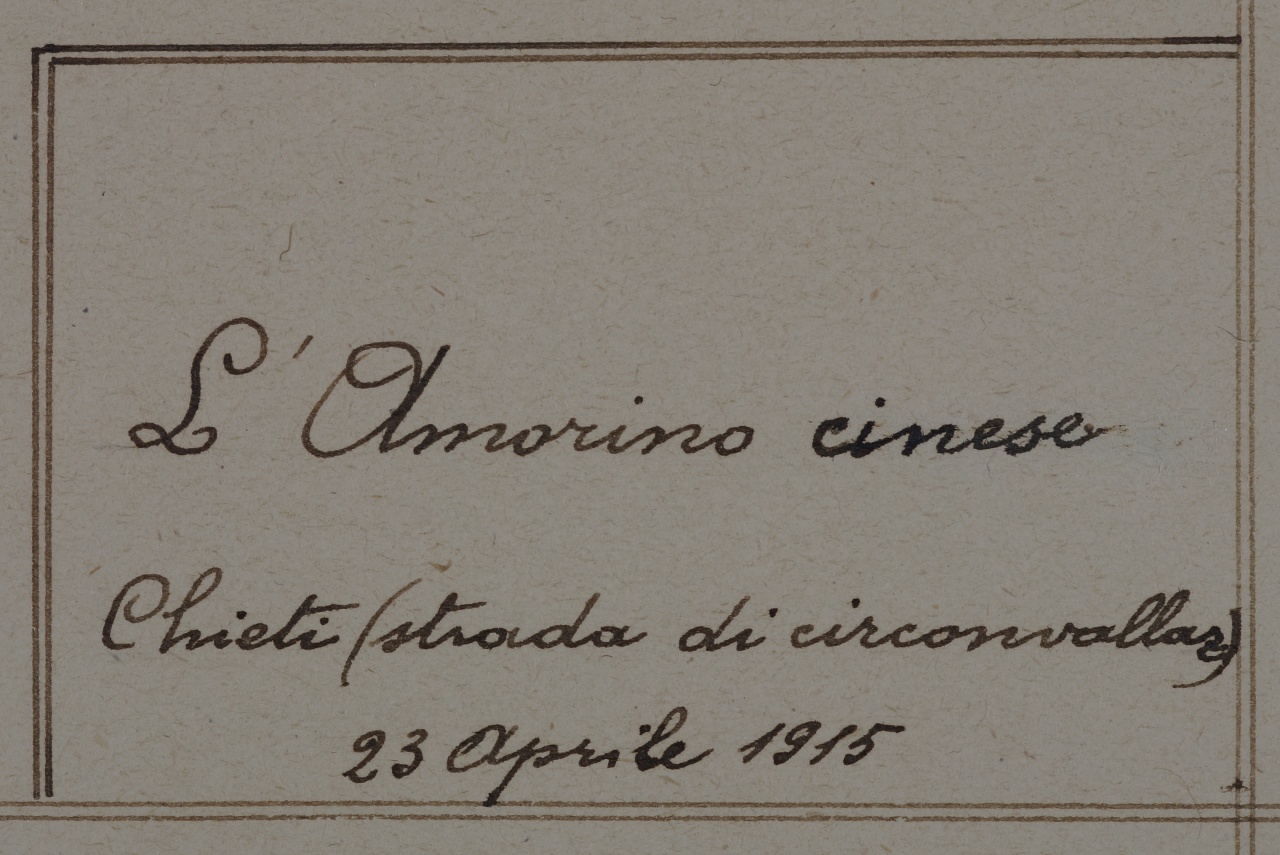 L'Amorino cinese
Chieti (strada di circonvallaz)
23 Aprile 1915